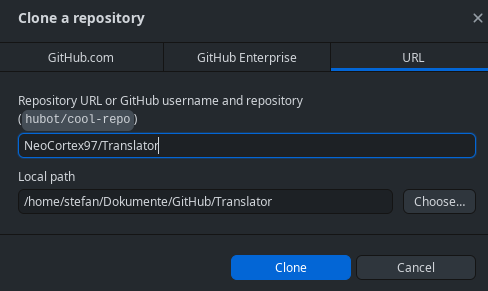 Clone a repository
GitHub.com GitHub Enterprise URL
Repository URL or GitHub username and repository
(hubot/cool-repo)
NeoCortex97/Translator
Local path
/home/stefan/Dokumente/GitHub/Translator Choose...
Clone Cancel